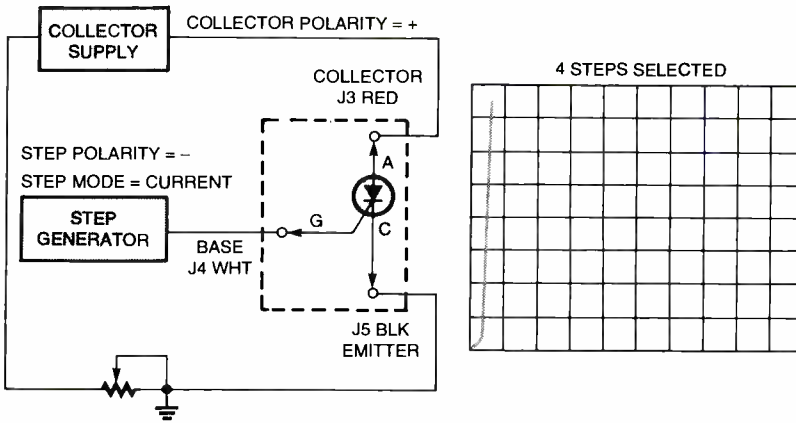 COLLECTOR
SUPPLY
COLLECTOR POLARITY = +
COLLECTOR
J3 RED
4 STEPS SELECTED
STEP POLARITY = –
STEP MODE = CURRENT
STEP
GENERATOR
BASE
J4 WHT
A
G
C
J5 BLK
EMITTER